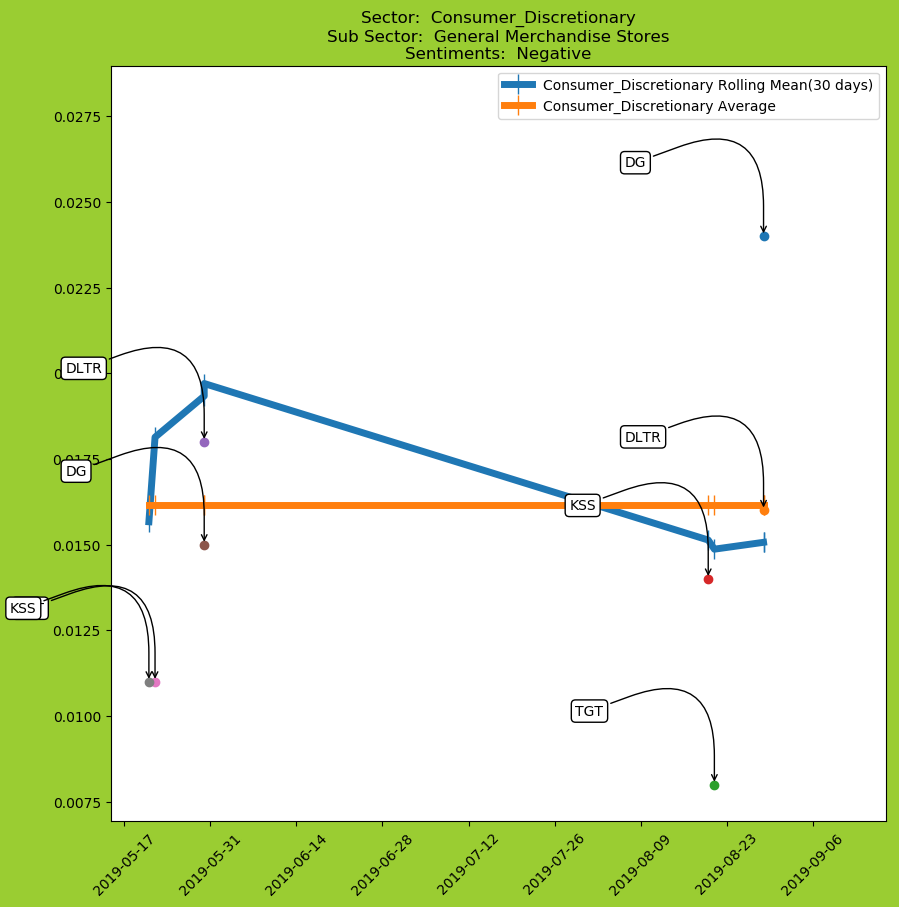 Sector:  Consumer_Discretionary
Sub Sector:  General Merchandise Stores
Sentiments:  Negative
Consumer_Discretionary Rolling Mean(30 days)
Consumer_Discretionary Average
0.0275
DG
0.0250
0.0225
DLTR
DLTR
0.0175
DG
KSS
0.0150
KSS
0.0125
TGT
0.0100
0.0075
2019-05-17
2019-05-31
2019-06-14
2019-06-28
2019-07-12
2019-07-26
2019-08-09
2019-08-23
2019-09-06